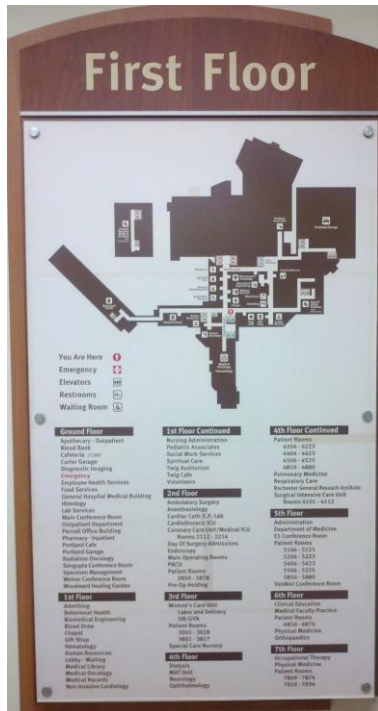 First Floor
Portland Garage
You Are Here
Emergency
Elevators
Restrooms
Waiting Room
Ground Floor
Apothecary - Outpatient
Blood Bank
Cafeteria
Carter Garage
Diagnostic Imaging
Emergency
Employee Health Services
Food Services
General Hospital Medical Building
Histology
Lab Services
Main Conference Room
Outpatient Department
Parnall Office Building
Pharmacy - Inpatient
Portland Cafe
Portland Garage
Radiation Oncology
Sengupta Conference Room
Specimen Management
Weiner Conference Room
Woodward Healing Garden
1st Floor
Admitting
Behavioral Health
Biomedical Engineering
Blood Draw
Chapel
Gift Shop
Hematology
Human Resources
Lobby - Waiting
Medical Library
Medical Oncology
Medical Records
Non-Invasive Cardiology
1st Floor Continued
Nursing Administration
Pediatric Associates
Social Work Services
Spiritual Care
Twig Auditorium
Twig Cafe
Volunteers
2nd Floor
Ambulatory Surgery
Anesthesiology
Cardiac Cath./E.P. Lab
Cardiothoracic ICU
Coronary Care Unit/Medical ICU
Rooms 2112 - 2216
Day Of Surgery Admissions
Endoscopy
Main Operating Rooms
PACU
Patient Rooms
2850 - 2878
Pre-Op Holding
3rd Floor
Women's Care Unit
Labor and Delivery
OB/GYN
Patient Rooms
3002 - 3028
3801 - 3817
Special Care Nursery
4th Floor
Dialysis
Neurology
Ophthalmology
4th Floor Continued
Patient Rooms
4204 - 4223
4404 - 4423
4506 - 4525
4850 - 4880
Pulmonary Medicine
Respiratory Care
Rochester General Reseach Institute
Surgical Intensive Care Unit
Rooms 4101 - 4112
5th Floor
Administration
Department of Medicine
ES Conference Room
Patient Rooms
5106 - 5125
5206 - 5223
5404 - 5423
5506 - 5525
5850 - 5880
VanNiel Conference Room
6th Floor
Clinical Education
Medical Faculty Practice
Patient Rooms
6850 - 6874
Physical Medicine
Orthopaedics
7th Floor
Occupational Therapy
Physical Medicine
Patient Rooms
7849 - 7874
7010 - 7034